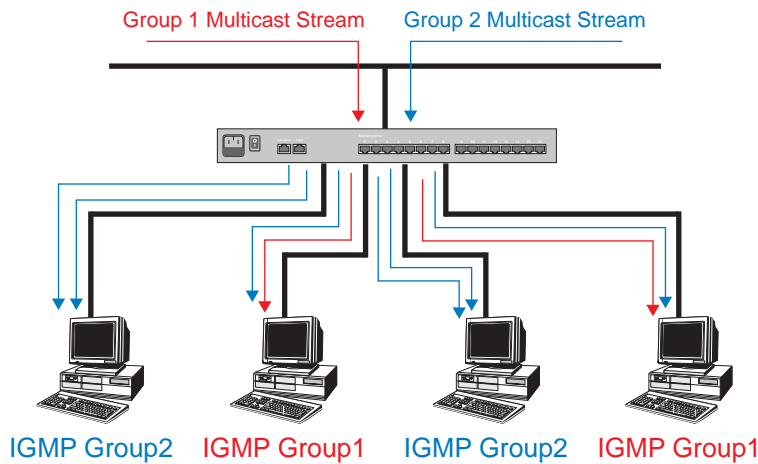 Group 1 Multicast Stream
Group 2 Multicast Stream
IGMP Group2
IGMP Group1
IGMP Group2
IGMP Group1